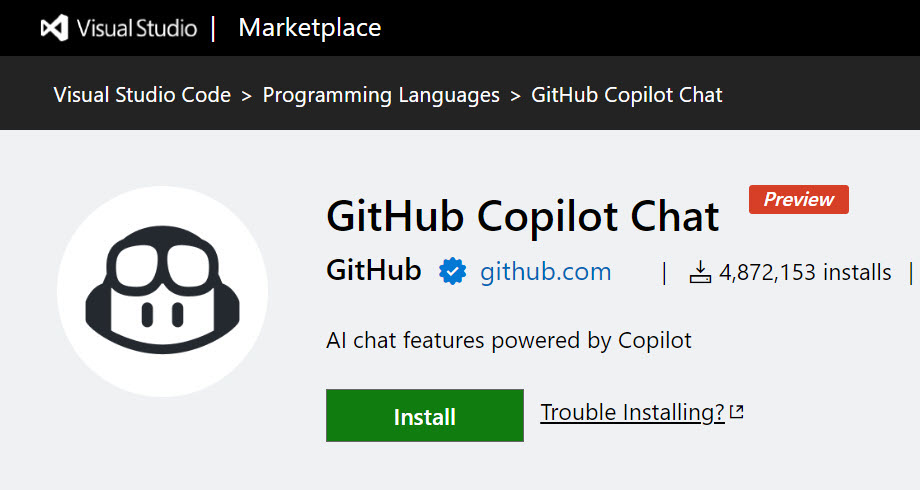 Visual Studio | Marketplace
Visual Studio Code > Programming Languages > GitHub Copilot Chat
GitHub Copilot Chat Preview
GitHub github.com | 4,872,153 installs |
AI chat features powered by Copilot
Install Trouble Installing?